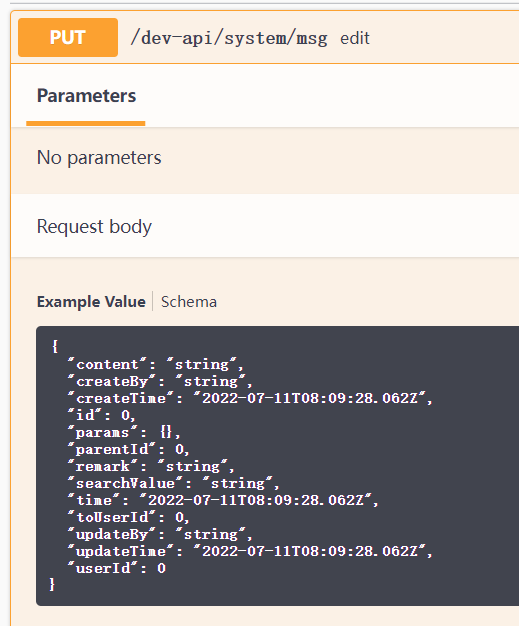 PUT /dev-api/system/msg edit
Parameters
No parameters
Request body
Example Value Schema
{
"content": "string",
"createBy": "string",
"createTime": "2022-07-11T08:09:28.062Z",
"id": 0,
"params": {},
"parentId": 0,
"remark": "string",
"searchValue": "string",
"time": "2022-07-11T08:09:28.062Z",
"toUserId": 0,
"updateBy": "string",
"updateTime": "2022-07-11T08:09:28.062Z",
"userId": 0
}